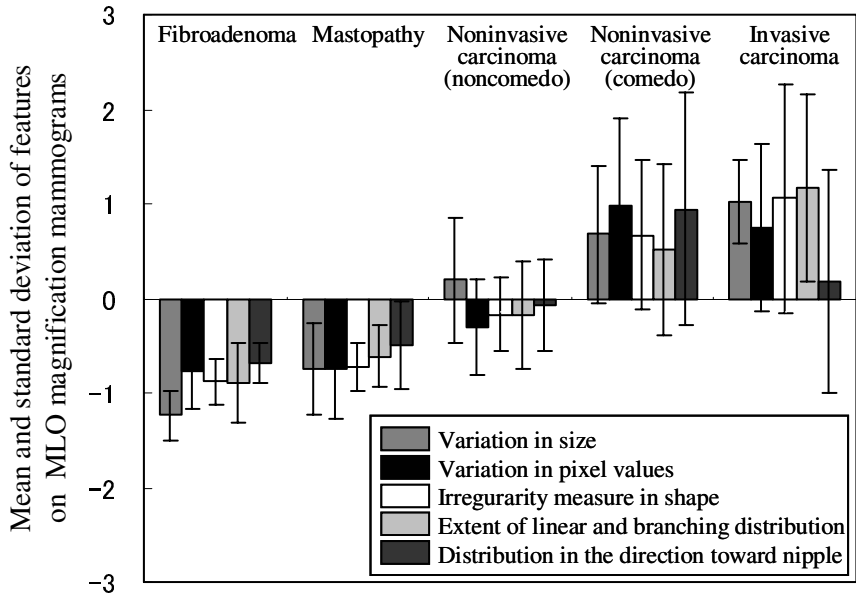 Mean and standard deviation of features
on MLO magnification mammograms
3
2
1
0
−1
−2
−3
Fibroadenoma
Mastopathy
Noninvasive
carcinoma
(noncomedo)
Noninvasive
carcinoma
(comedo)
Invasive
carcinoma
Variation in size
Variation in pixel values
Irregurarity measure in shape
Extent of linear and branching distribution
Distribution in the direction toward nipple